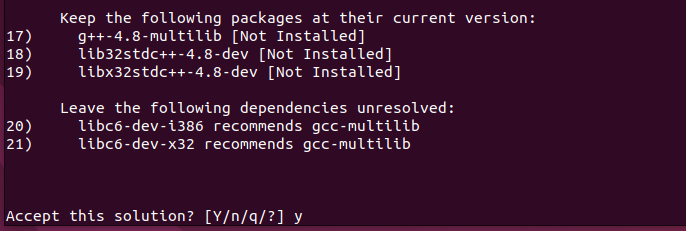 Keep the following packages at their current version:
17) g++-4.8-multilib [Not Installed]
18) lib32stdc++-4.8-dev [Not Installed]
19) libx32stdc++-4.8-dev [Not Installed]
Leave the following dependencies unresolved:
20) libc6-dev-i386 recommends gcc-multilib
21) libc6-dev-x32 recommends gcc-multilib
Accept this solution? [Y/n/q/?] y